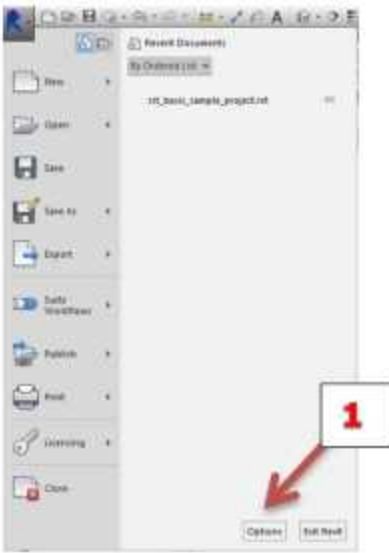 R
A
Recent Documents
By Ordered List
New
rst_basic_sample_project.rvt
Open
Save
Save As
Export
Suite
Workflows
Publish
Print
1
Licensing
Close
Options
Exit Revit